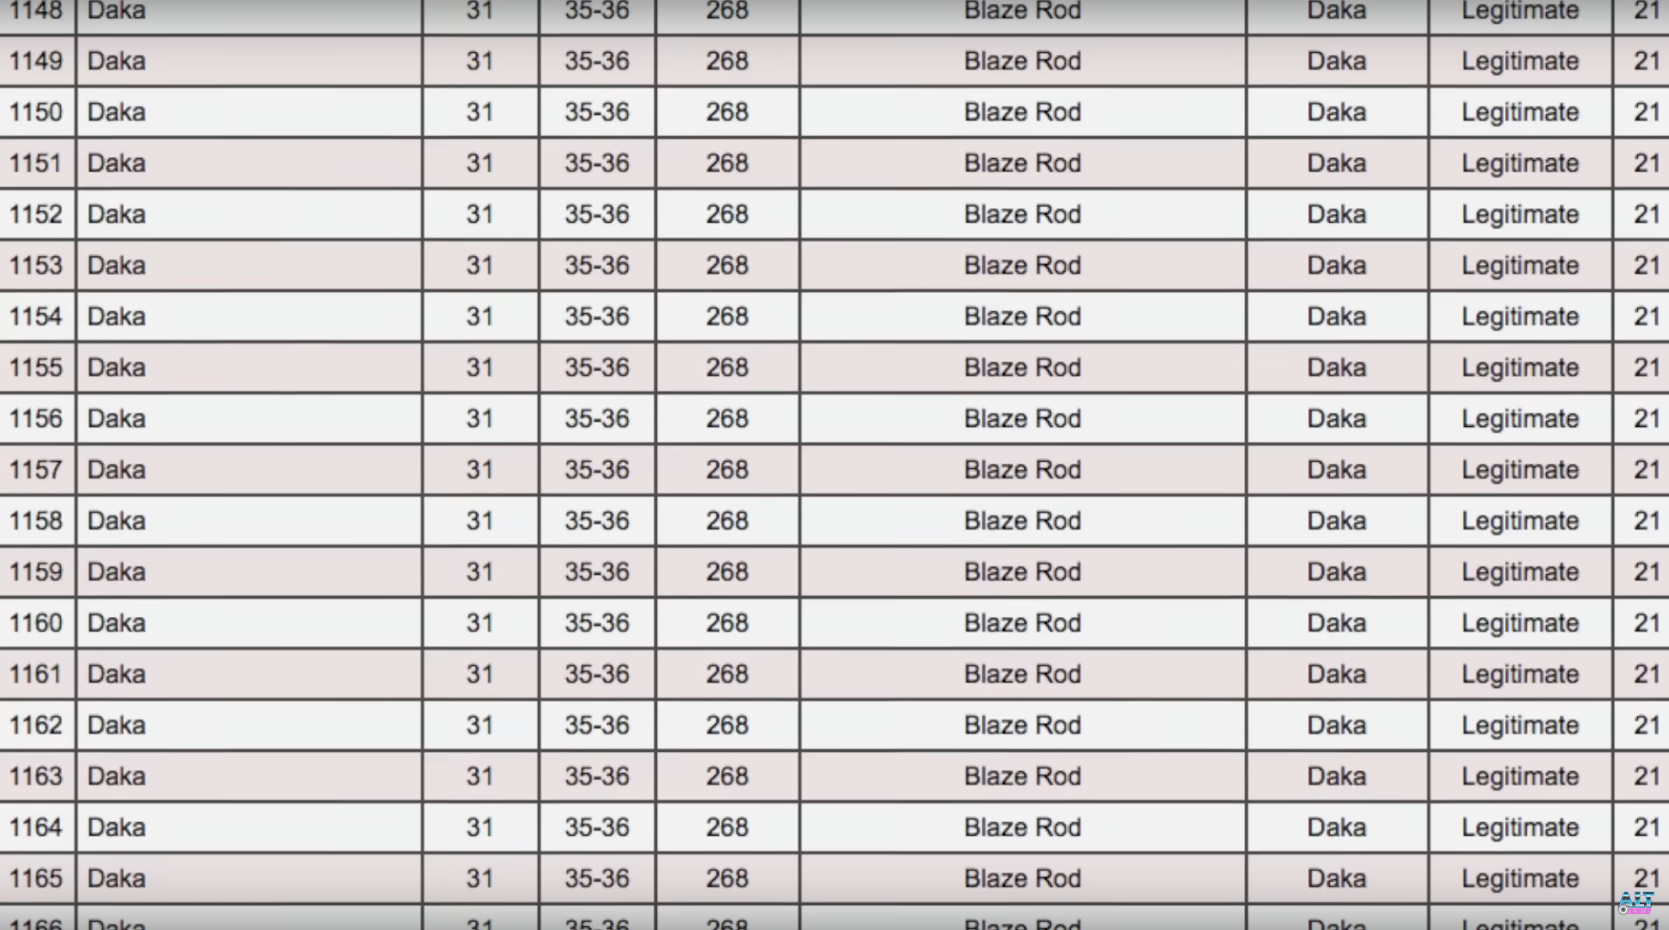 1148 Daka 31 35-36 268 Blaze Rod Daka Legitimate 21
1149 Daka 31 35-36 268 Blaze Rod Daka Legitimate 21
1150 Daka 31 35-36 268 Blaze Rod Daka Legitimate 21
1151 Daka 31 35-36 268 Blaze Rod Daka Legitimate 21
1152 Daka 31 35-36 268 Blaze Rod Daka Legitimate 21
1153 Daka 31 35-36 268 Blaze Rod Daka Legitimate 21
1154 Daka 31 35-36 268 Blaze Rod Daka Legitimate 21
1155 Daka 31 35-36 268 Blaze Rod Daka Legitimate 21
1156 Daka 31 35-36 268 Blaze Rod Daka Legitimate 21
1157 Daka 31 35-36 268 Blaze Rod Daka Legitimate 21
1158 Daka 31 35-36 268 Blaze Rod Daka Legitimate 21
1159 Daka 31 35-36 268 Blaze Rod Daka Legitimate 21
1160 Daka 31 35-36 268 Blaze Rod Daka Legitimate 21
1161 Daka 31 35-36 268 Blaze Rod Daka Legitimate 21
1162 Daka 31 35-36 268 Blaze Rod Daka Legitimate 21
1163 Daka 31 35-36 268 Blaze Rod Daka Legitimate 21
1164 Daka 31 35-36 268 Blaze Rod Daka Legitimate 21
1165 Daka 31 35-36 268 Blaze Rod Daka Legitimate 21
ALT
1166 Daka 31 35-36 268 Blaze Rod Daka Legitimate 21